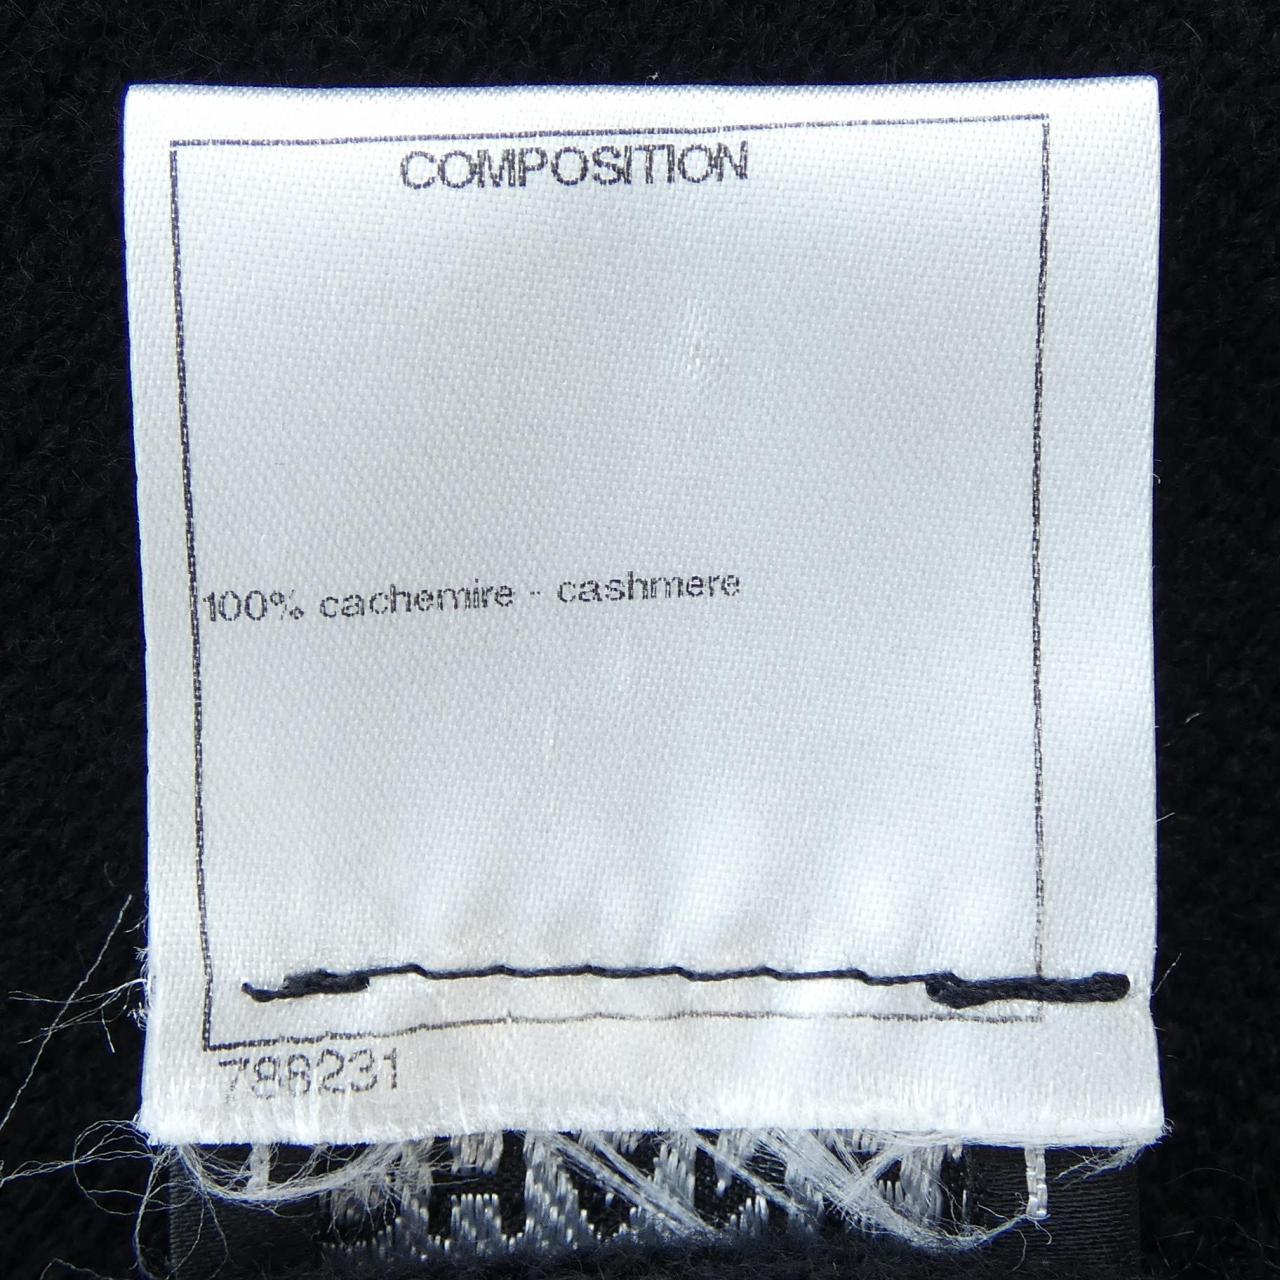 COMPOSITION
100% cachemire - cashmere
788231